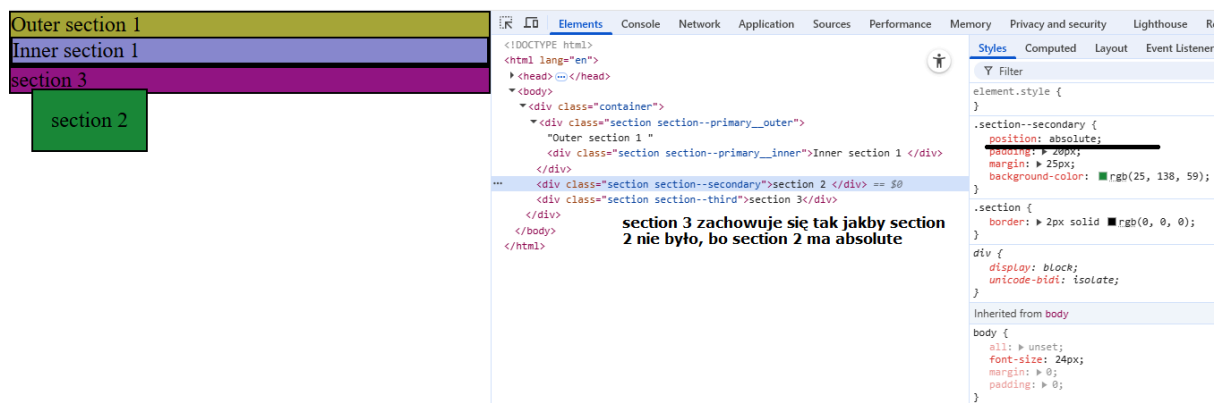 Outer section 1
Inner section 1
section 3
section 2
Elements Console Network Application Sources Performance Memory Privacy and security Lighthouse
<!DOCTYPE html>
<html lang="en">
<head> … </head>
<body>
<div class="container">
<div class="section section--primary__outer">
"Outer section 1 "
<div class="section section--primary__inner">Inner section 1 </div>
</div>
… <div class="section section--secondary">section 2 </div> == $0
<div class="section section--third">section 3</div>
</div>
</body>
</html>
section 3 zachowuje się tak jakby section
2 nie było, bo section 2 ma absolute
Styles Computed Layout Event Listener
Filter
element.style {
}
.section--secondary {
position: absolute;
padding: 20px;
margin: 25px;
background-color: rgb(25, 138, 59);
}
.section {
border: 2px solid rgb(0, 0, 0);
}
div {
display: block;
unicode-bidi: isolate;
}
Inherited from body
body {
all: unset;
font-size: 24px;
margin: 0;
padding: 0;
}